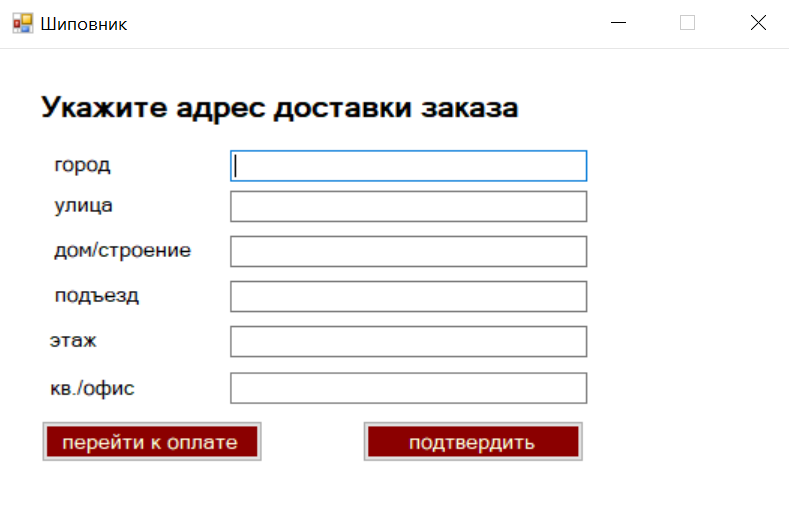 Шиповник
Укажите адрес доставки заказа
город
улица
дом/строение
подъезд
этаж
кв./офис
перейти к оплате
подтвердить